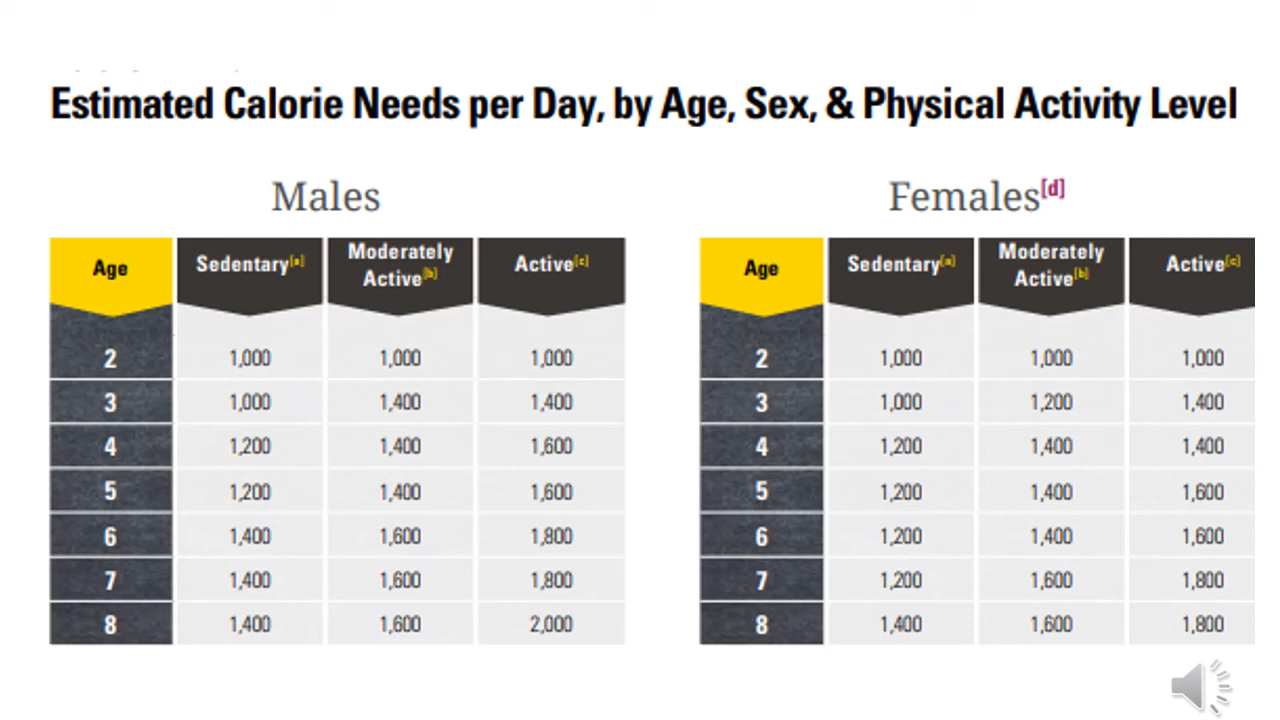 Estimated Calorie Needs per Day, by Age, Sex, & Physical Activity Level
Males
Age Sedentary[a] Moderately Active[b] Active[c]
2 1,000 1,000 1,000
3 1,000 1,400 1,400
4 1,200 1,400 1,600
5 1,200 1,400 1,600
6 1,400 1,600 1,800
7 1,400 1,600 1,800
8 1,400 1,600 2,000
Females[d]
Age Sedentary[a] Moderately Active[b] Active[c]
2 1,000 1,000 1,000
3 1,000 1,200 1,400
4 1,200 1,400 1,400
5 1,200 1,400 1,600
6 1,200 1,400 1,600
7 1,200 1,600 1,800
8 1,400 1,600 1,800